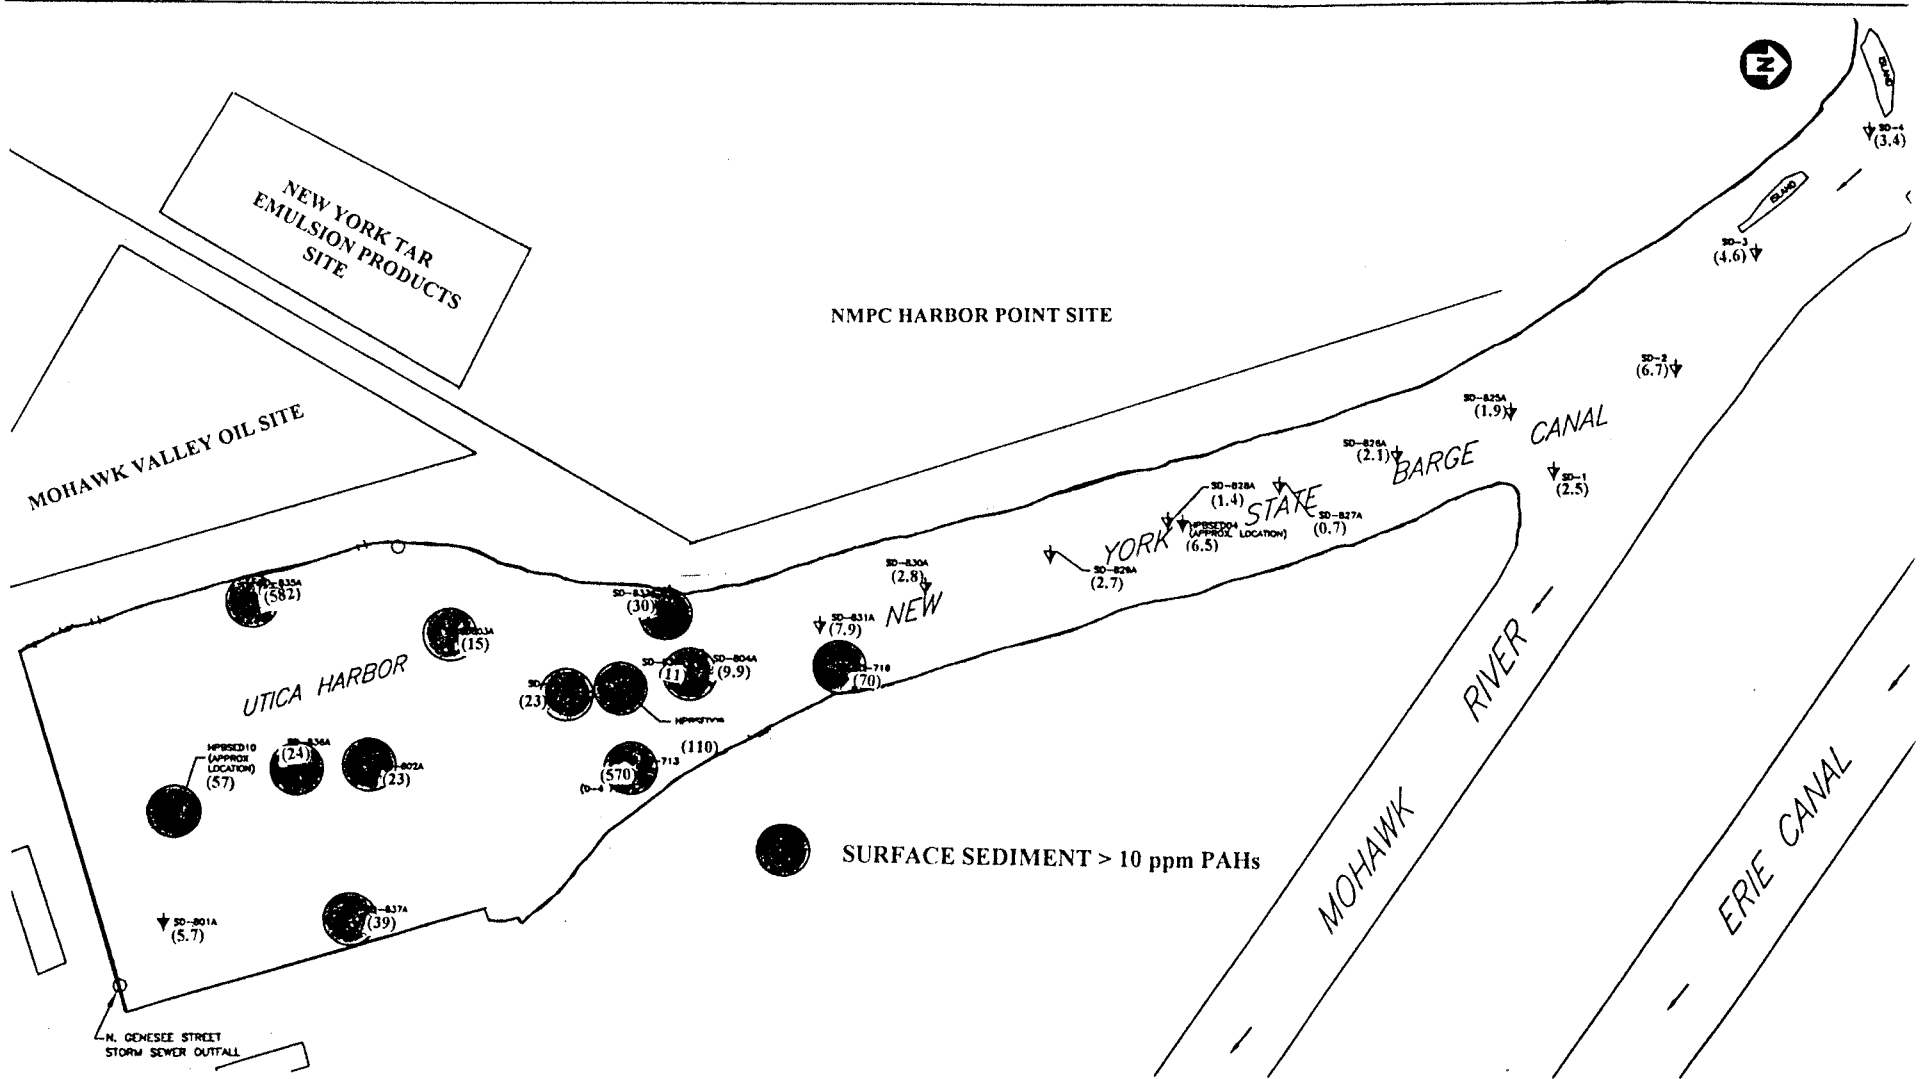 N
ISLAND
SD-4
(3.4)
ISLAND
SD-3
(4.6)
NEW YORK TAR
EMULSION PRODUCTS
SITE
NMPC HARBOR POINT SITE
MOHAWK VALLEY OIL SITE
SD-2
(6.7)
SD-825A
(1.9)
SD-826A
(2.1)
SD-1
(2.5)
NEW YORK STATE BARGE CANAL
SD-828A
(1.4)
SD-827A
(0.7)
HPBSED04
(APPROX. LOCATION)
(6.5)
SD-829A
(2.7)
SD-830A
(2.8)
SD-831A
(7.9)
(70)
(582)
(15)
(30)
(11)
SD-804A
(9.9)
(23)
(110)
713
(570)
UTICA HARBOR
HPBSED10
(APPROX
LOCATION)
(57)
SD-836A
(24)
802A
(23)
SD-801A
(5.7)
837A
(39)
SURFACE SEDIMENT > 10 ppm PAHs
MOHAWK RIVER
ERIE CANAL
N. GENESEE STREET
STORM SEWER OUTFALL